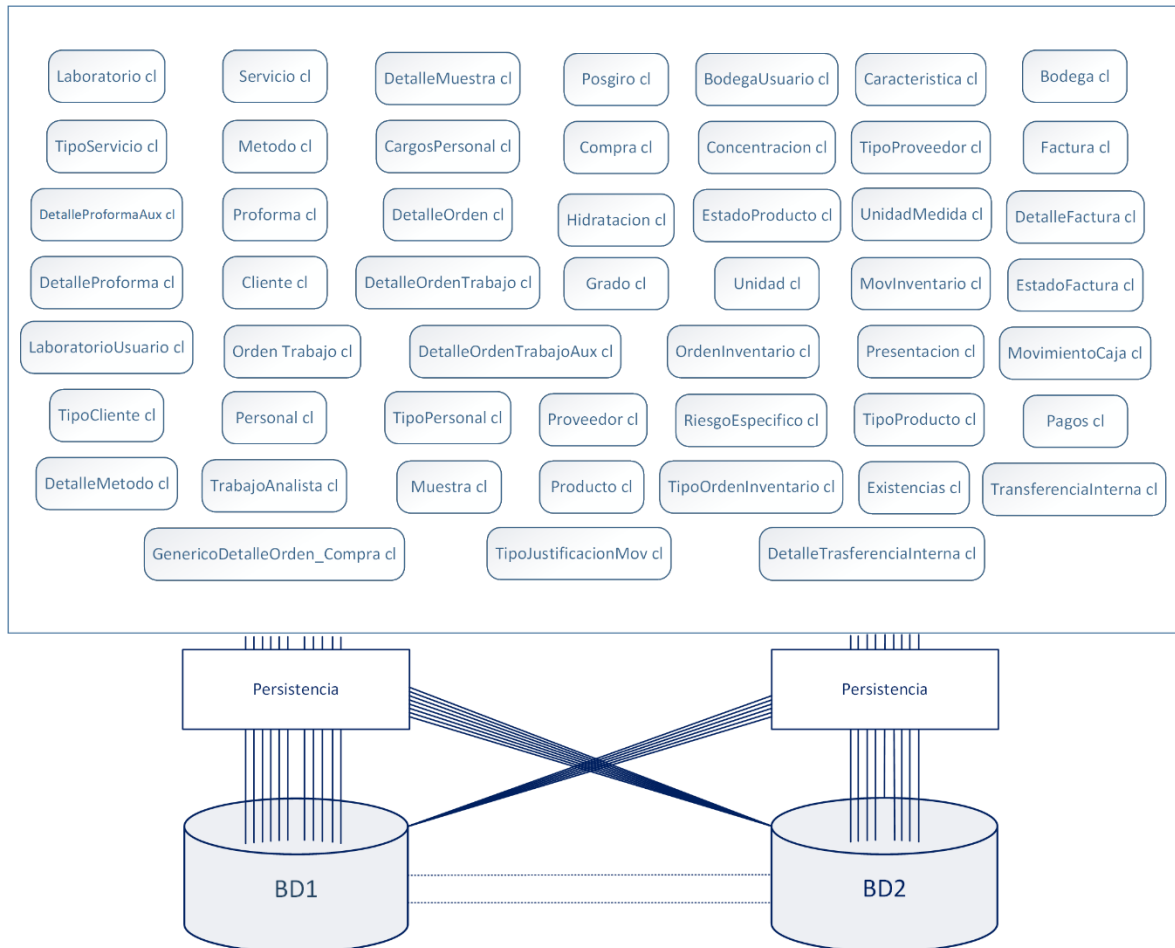 Laboratorio cl
Servicio cl
DetalleMuestra cl
Posgiro cl
BodegaUsuario cl
Caracteristica cl
Bodega cl
TipoServicio cl
Metodo cl
CargosPersonal cl
Compra cl
Concentracion cl
TipoProveedor cl
Factura cl
DetalleProformaAux cl
Proforma cl
DetalleOrden cl
Hidratacion cl
EstadoProducto cl
UnidadMedida cl
DetalleFactura cl
DetalleProforma cl
Cliente cl
DetalleOrdenTrabajo cl
Grado cl
Unidad cl
MovInventario cl
EstadoFactura cl
LaboratorioUsuario cl
Orden Trabajo cl
DetalleOrdenTrabajoAux cl
OrdenInventario cl
Presentacion cl
MovimientoCaja cl
TipoCliente cl
Personal cl
TipoPersonal cl
Proveedor cl
RiesgoEspecifico cl
TipoProducto cl
Pagos cl
DetalleMetodo cl
TrabajoAnalista cl
Muestra cl
Producto cl
TipoOrdenInventario cl
Existencias cl
TransferenciaInterna cl
GenericoDetalleOrden_Compra cl
TipoJustificacionMov cl
DetalleTrasferenciaInterna cl
Persistencia
Persistencia
BD1
BD2